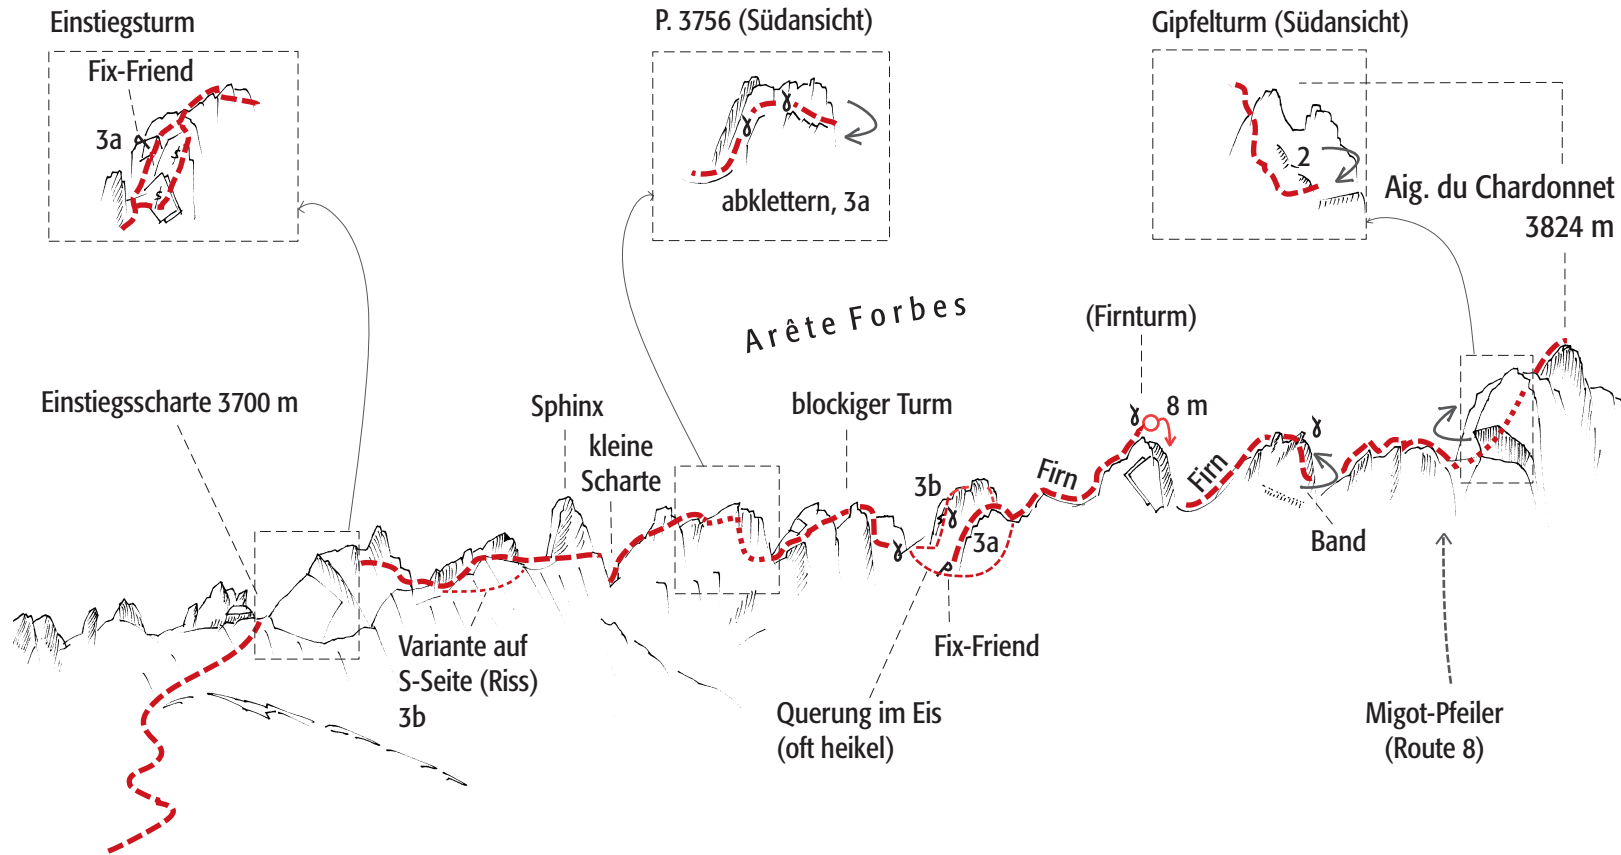 Einstiegsturm
Fix-Friend
3a
P. 3756 (Südansicht)
abklettern, 3a
Gipfelturm (Südansicht)
2
Aig. du Chardonnet
3824 m
Arête Forbes
(Firnturm)
8 m
Einstiegsscharte 3700 m
Sphinx
kleine
Scharte
blockiger Turm
3b
3a
Firn
Firn
Band
Variante auf
S-Seite (Riss)
3b
Fix-Friend
Querung im Eis
(oft heikel)
Migot-Pfeiler
(Route 8)